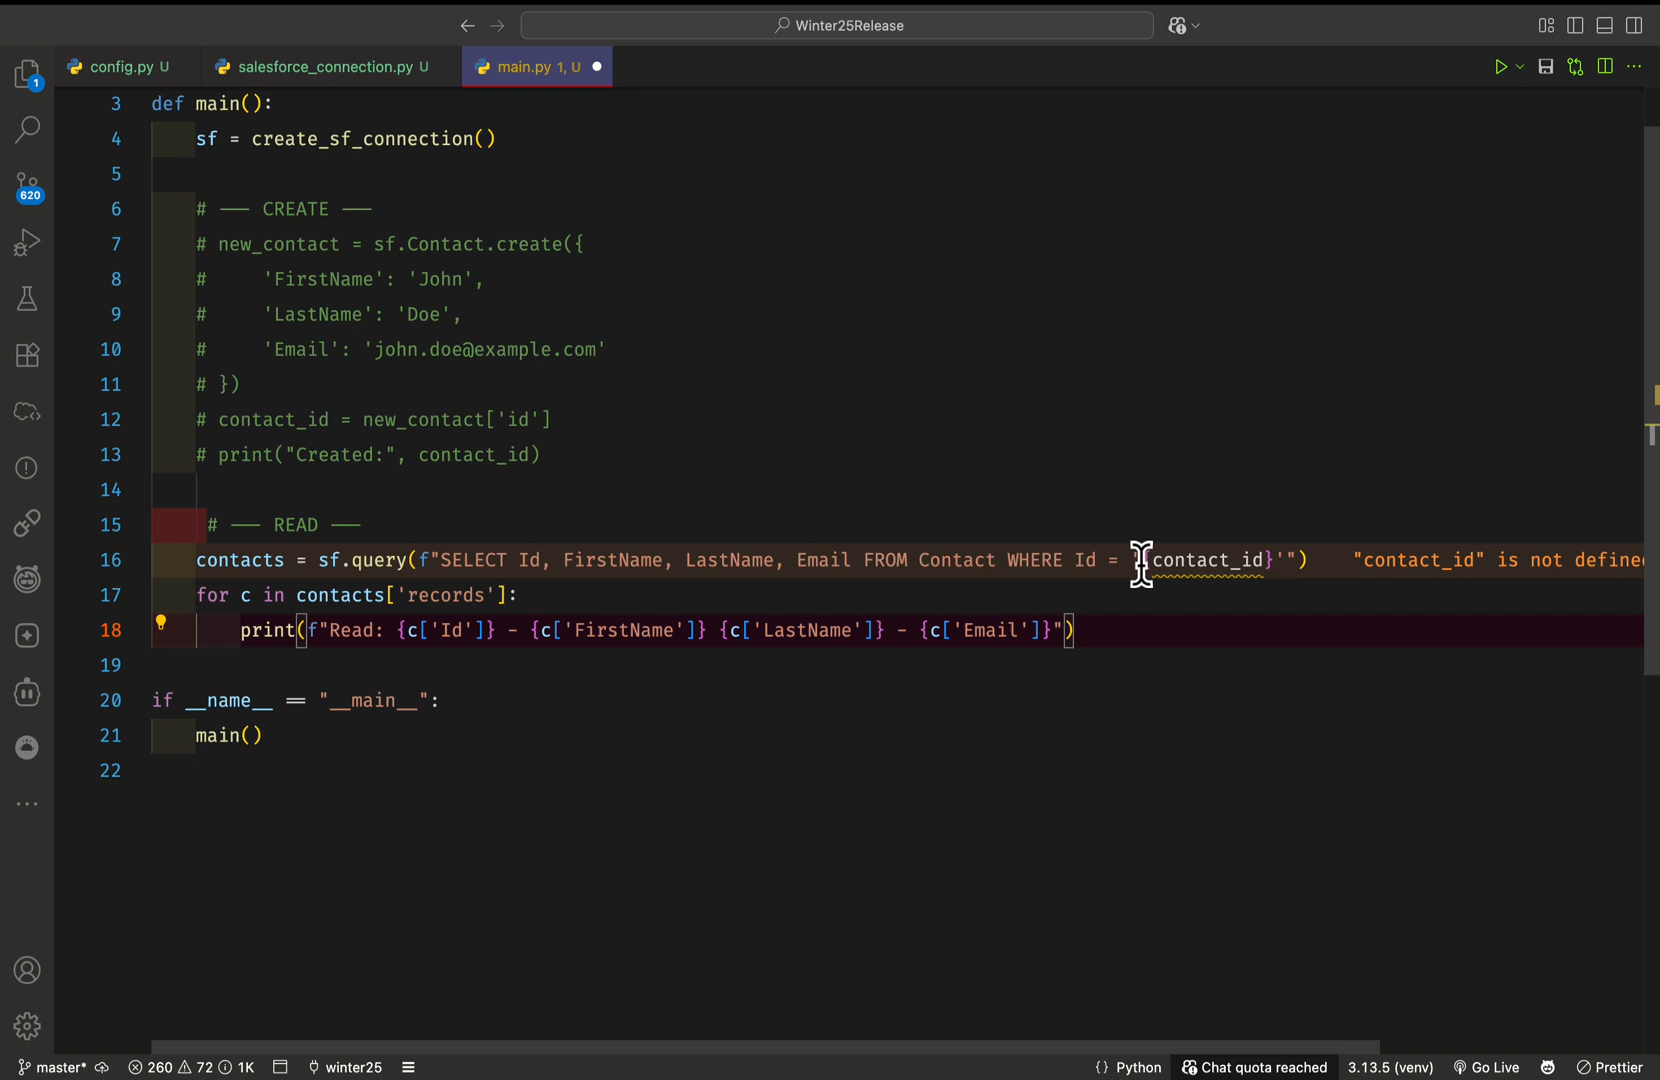 Winter25Release
config.py U
salesforce_connection.py U
main.py 1, U
1
620
3 def main():
4 sf = create_sf_connection()
5
6 # --- CREATE ---
7 # new_contact = sf.Contact.create({
8 # 'FirstName': 'John',
9 # 'LastName': 'Doe',
10 # 'Email': 'john.doe@example.com'
11 # })
12 # contact_id = new_contact['id']
13 # print("Created:", contact_id)
14
15 # --- READ ---
16 contacts = sf.query(f"SELECT Id, FirstName, LastName, Email FROM Contact WHERE Id = '{contact_id}'") "contact_id" is not defined
17 for c in contacts['records']:
18 print(f"Read: {c['Id']} - {c['FirstName']} {c['LastName']} - {c['Email']}")
19
20 if __name__ == "__main__":
21 main()
22
master* 260 72 1K winter25 {} Python Chat quota reached 3.13.5 (venv) Go Live Prettier